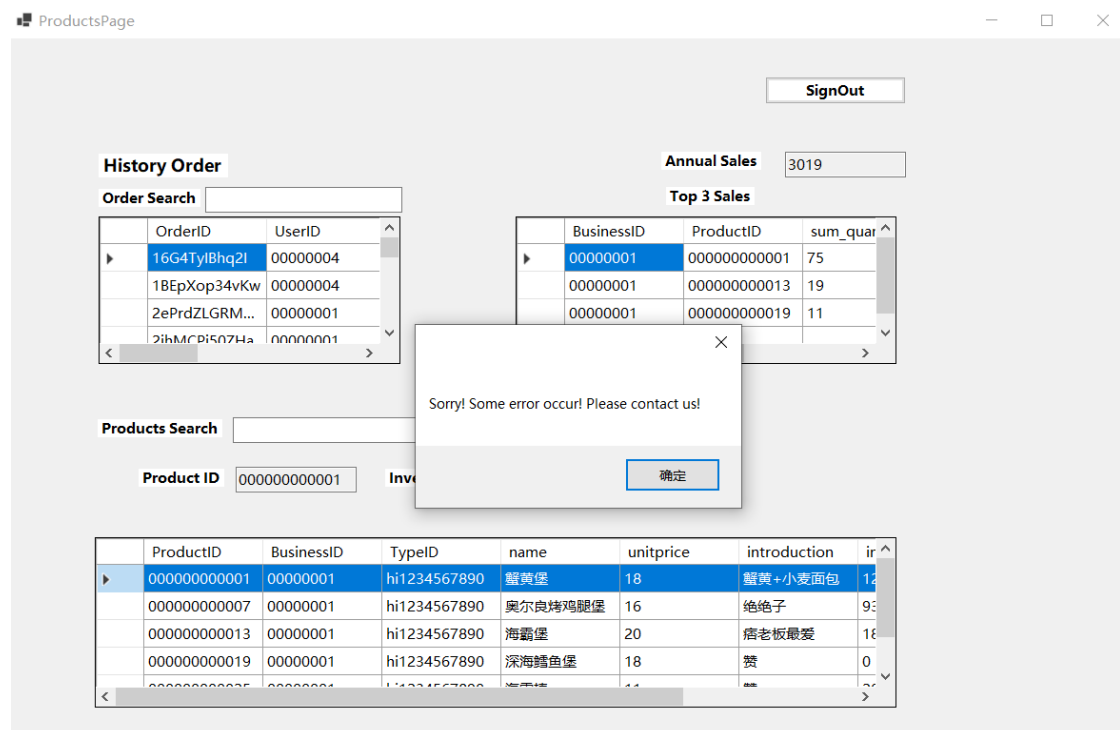 ProductsPage
SignOut
History Order
Annual Sales 3019
Order Search
Top 3 Sales
OrderID UserID
16G4TyIBhq2I 00000004
1BEpXop34vKw 00000004
2ePrdZLGRM... 00000001
00000001
BusinessID ProductID sum_quar
00000001 000000000001 75
00000001 000000000013 19
00000001 000000000019 11
Sorry! Some error occur! Please contact us!
确定
Products Search
Product ID 000000000001 Inve
ProductID BusinessID TypeID name unitprice introduction
000000000001 00000001 hi1234567890 蟹黄堡 18 蟹黄+小麦面包 12
000000000007 00000001 hi1234567890 奥尔良烤鸡腿堡 16 绝绝子 93
000000000013 00000001 hi1234567890 海霸堡 20 痞老板最爱 18
000000000019 00000001 hi1234567890 深海鳕鱼堡 18 赞 0